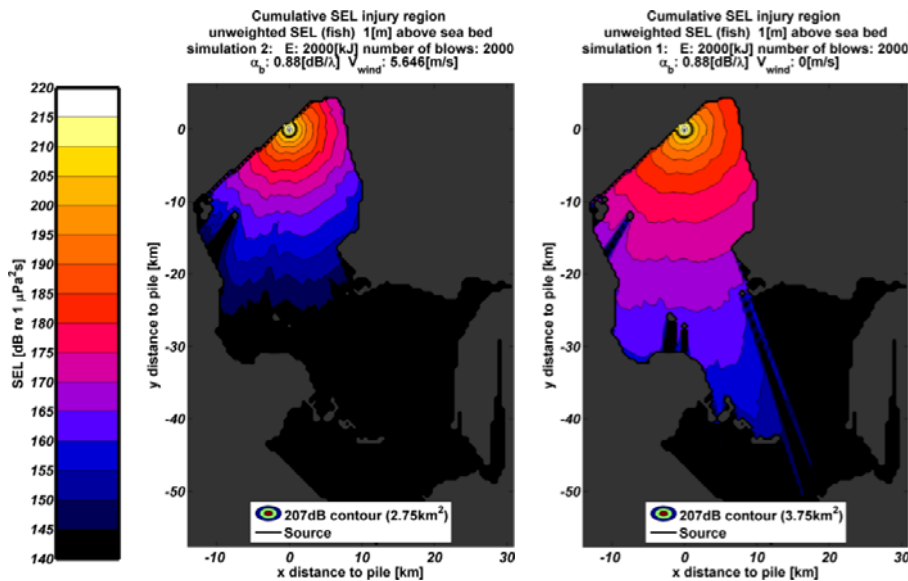 Cumulative SEL injury region
unweighted SEL (fish) 1[m] above sea bed
simulation 2: E: 2000[kJ] number of blows: 2000
α_b: 0.88[dB/λ] V_wind: 5.646[m/s]
Cumulative SEL injury region
unweighted SEL (fish) 1[m] above sea bed
simulation 1: E: 2000[kJ] number of blows: 2000
α_b: 0.88[dB/λ] V_wind: 0[m/s]
SEL [dB re 1 μPa²s]
220
215
210
205
200
195
190
185
180
175
170
165
160
155
150
145
140
y distance to pile [km]
0
-10
-20
-30
-40
-50
207dB contour (2.75km²)
Source
-10 0 10 20 30
x distance to pile [km]
y distance to pile [km]
0
-10
-20
-30
-40
-50
207dB contour (3.75km²)
Source
-10 0 10 20 30
x distance to pile [km]